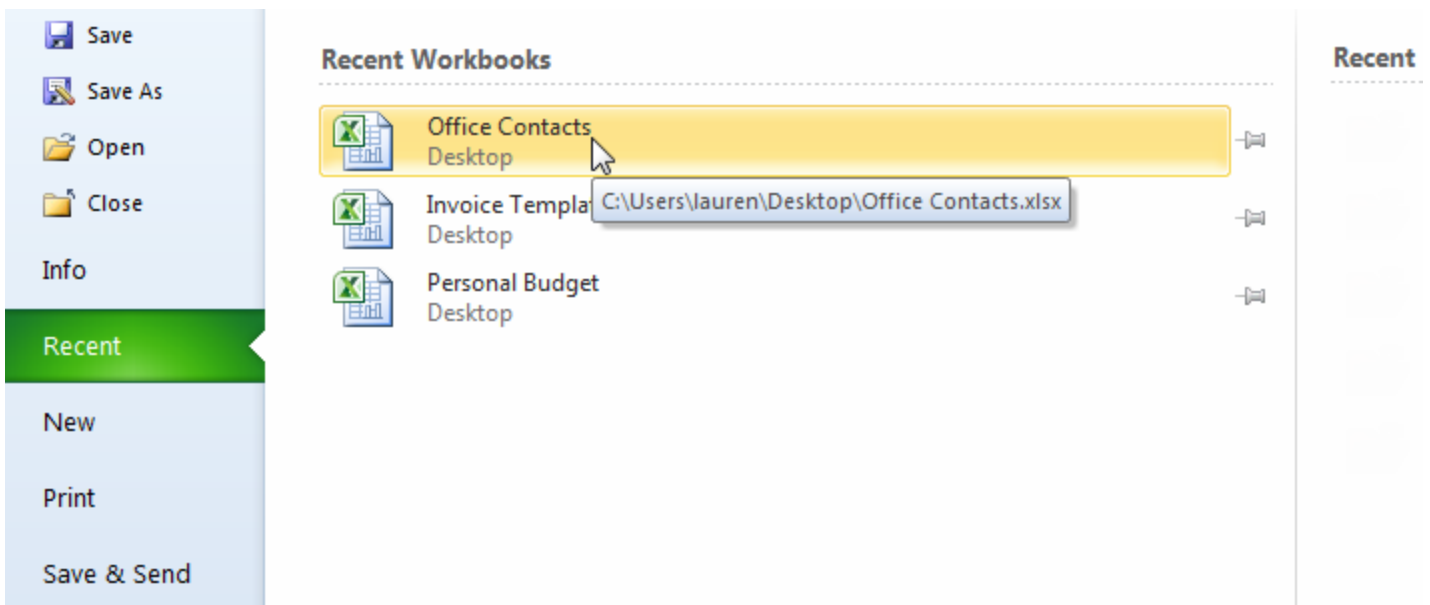 Save
Save As
Open
Close
Info
Recent
New
Print
Save & Send
Recent Workbooks
Office Contacts
Desktop
C:\Users\lauren\Desktop\Office Contacts.xlsx
Invoice
Desktop
Personal Budget
Desktop
Recent